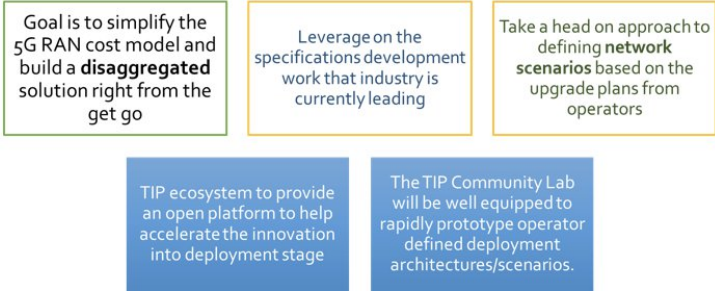 Goal is to simplify the
5G RAN cost model and
build a disaggregated
solution right from the
get go
Leverage on the
specifications development
work that industry is
currently leading
Take a head on approach to
defining network
scenarios based on the
upgrade plans from
operators
TIP ecosystem to provide
an open platform to help
accelerate the innovation
into deployment stage
The TIP Community Lab
will be well equipped to
rapidly prototype operator
defined deployment
architectures/scenarios.